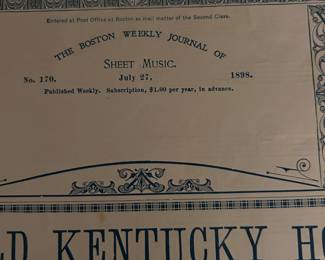 Entered at Post Office at Boston as mail matter of the Second Class.
THE BOSTON WEEKLY JOURNAL OF
SHEET MUSIC.
No. 170. July 27, 1898.
Published Weekly. Subscription, $1.00 per year, in advance.
LD KENTUCKY HO